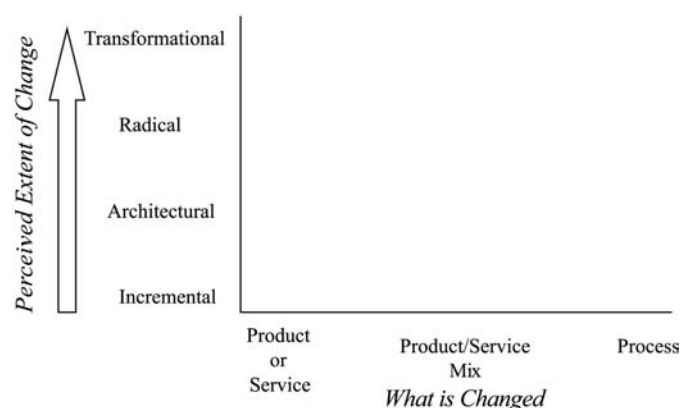 Perceived Extent of Change
Transformational
Radical
Architectural
Incremental
Product
or
Service
Product/Service
Mix
Process
What is Changed